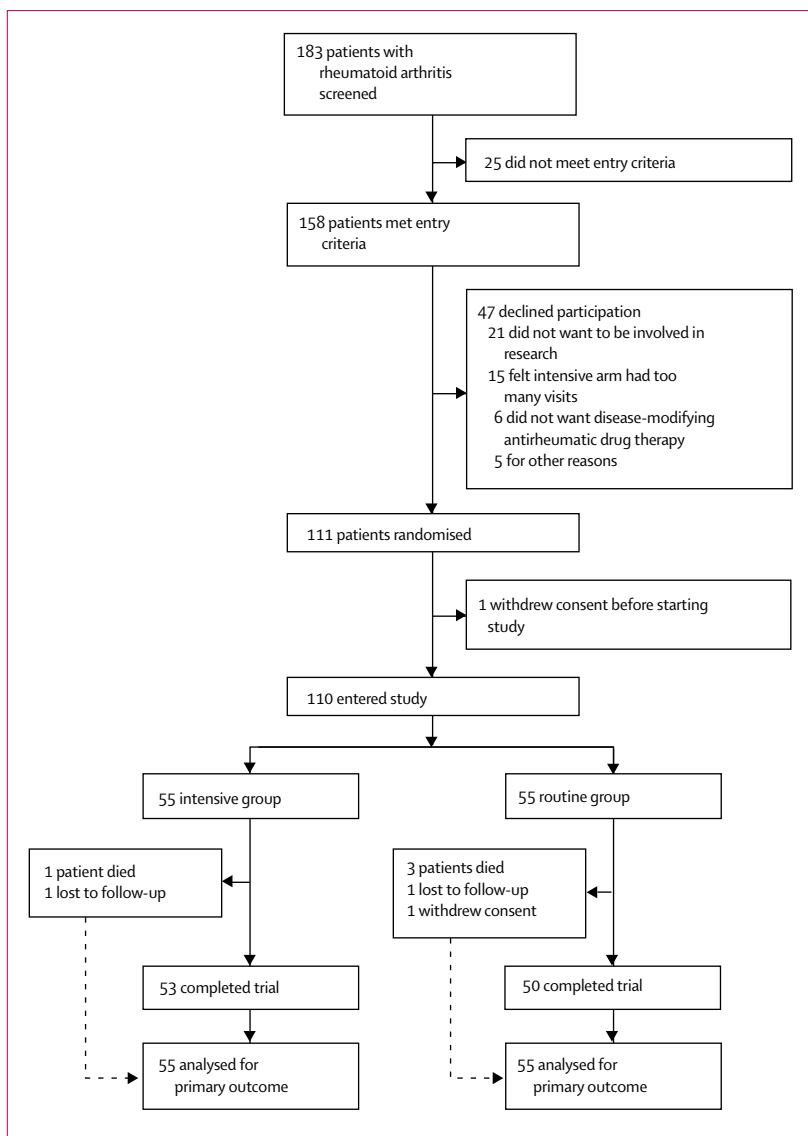 183 patients with
rheumatoid arthritis
screened
25 did not meet entry criteria
158 patients met entry
criteria
47 declined participation
21 did not want to be involved in
research
15 felt intensive arm had too
many visits
6 did not want disease-modifying
antirheumatic drug therapy
5 for other reasons
111 patients randomised
1 withdrew consent before starting
study
110 entered study
55 intensive group
55 routine group
1 patient died
1 lost to follow-up
3 patients died
1 lost to follow-up
1 withdrew consent
53 completed trial
50 completed trial
55 analysed for
primary outcome
55 analysed for
primary outcome